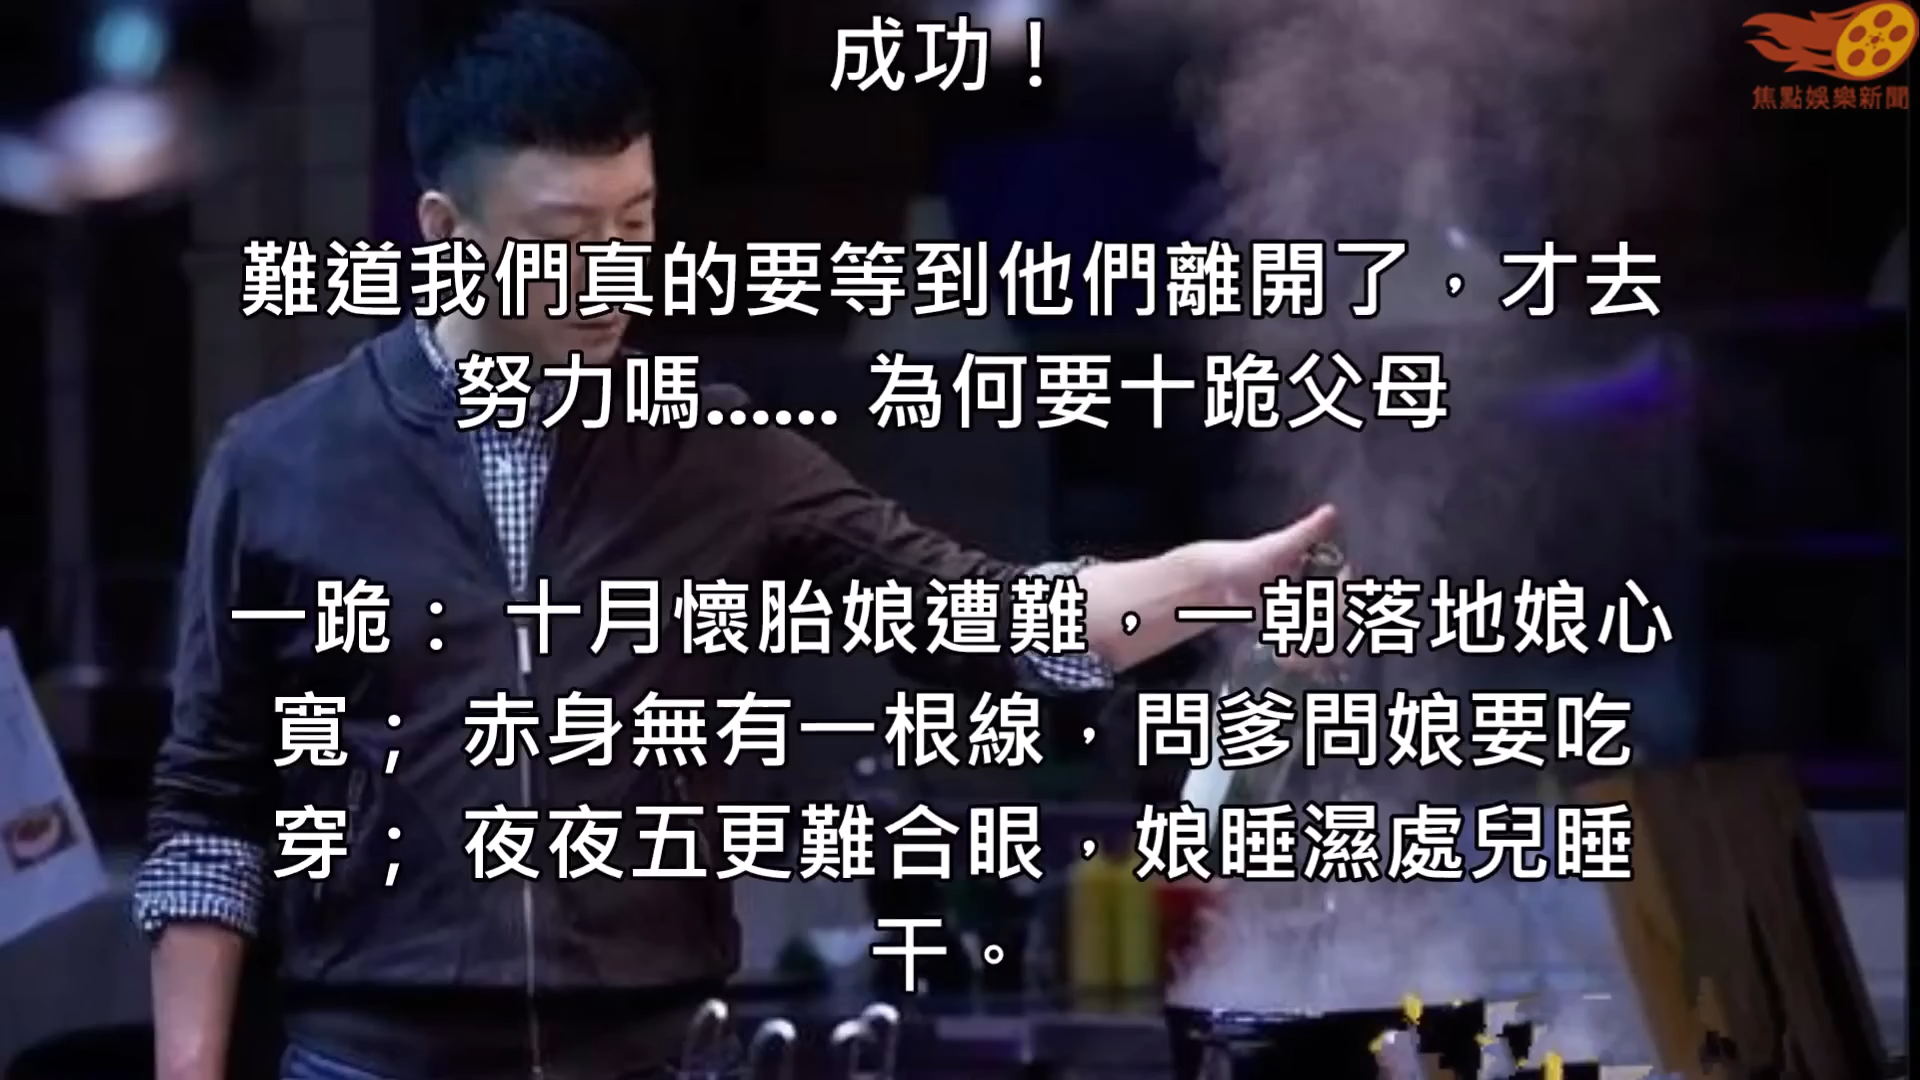 成功！
焦點娛樂新聞
難道我們真的要等到他們離開了，才去
努力嗎...... 為何要十跪父母
一跪： 十月懷胎娘遭難，一朝落地娘心
寬； 赤身無有一根線，問爹問娘要吃
穿； 夜夜五更難合眼，娘睡濕處兒睡
干。